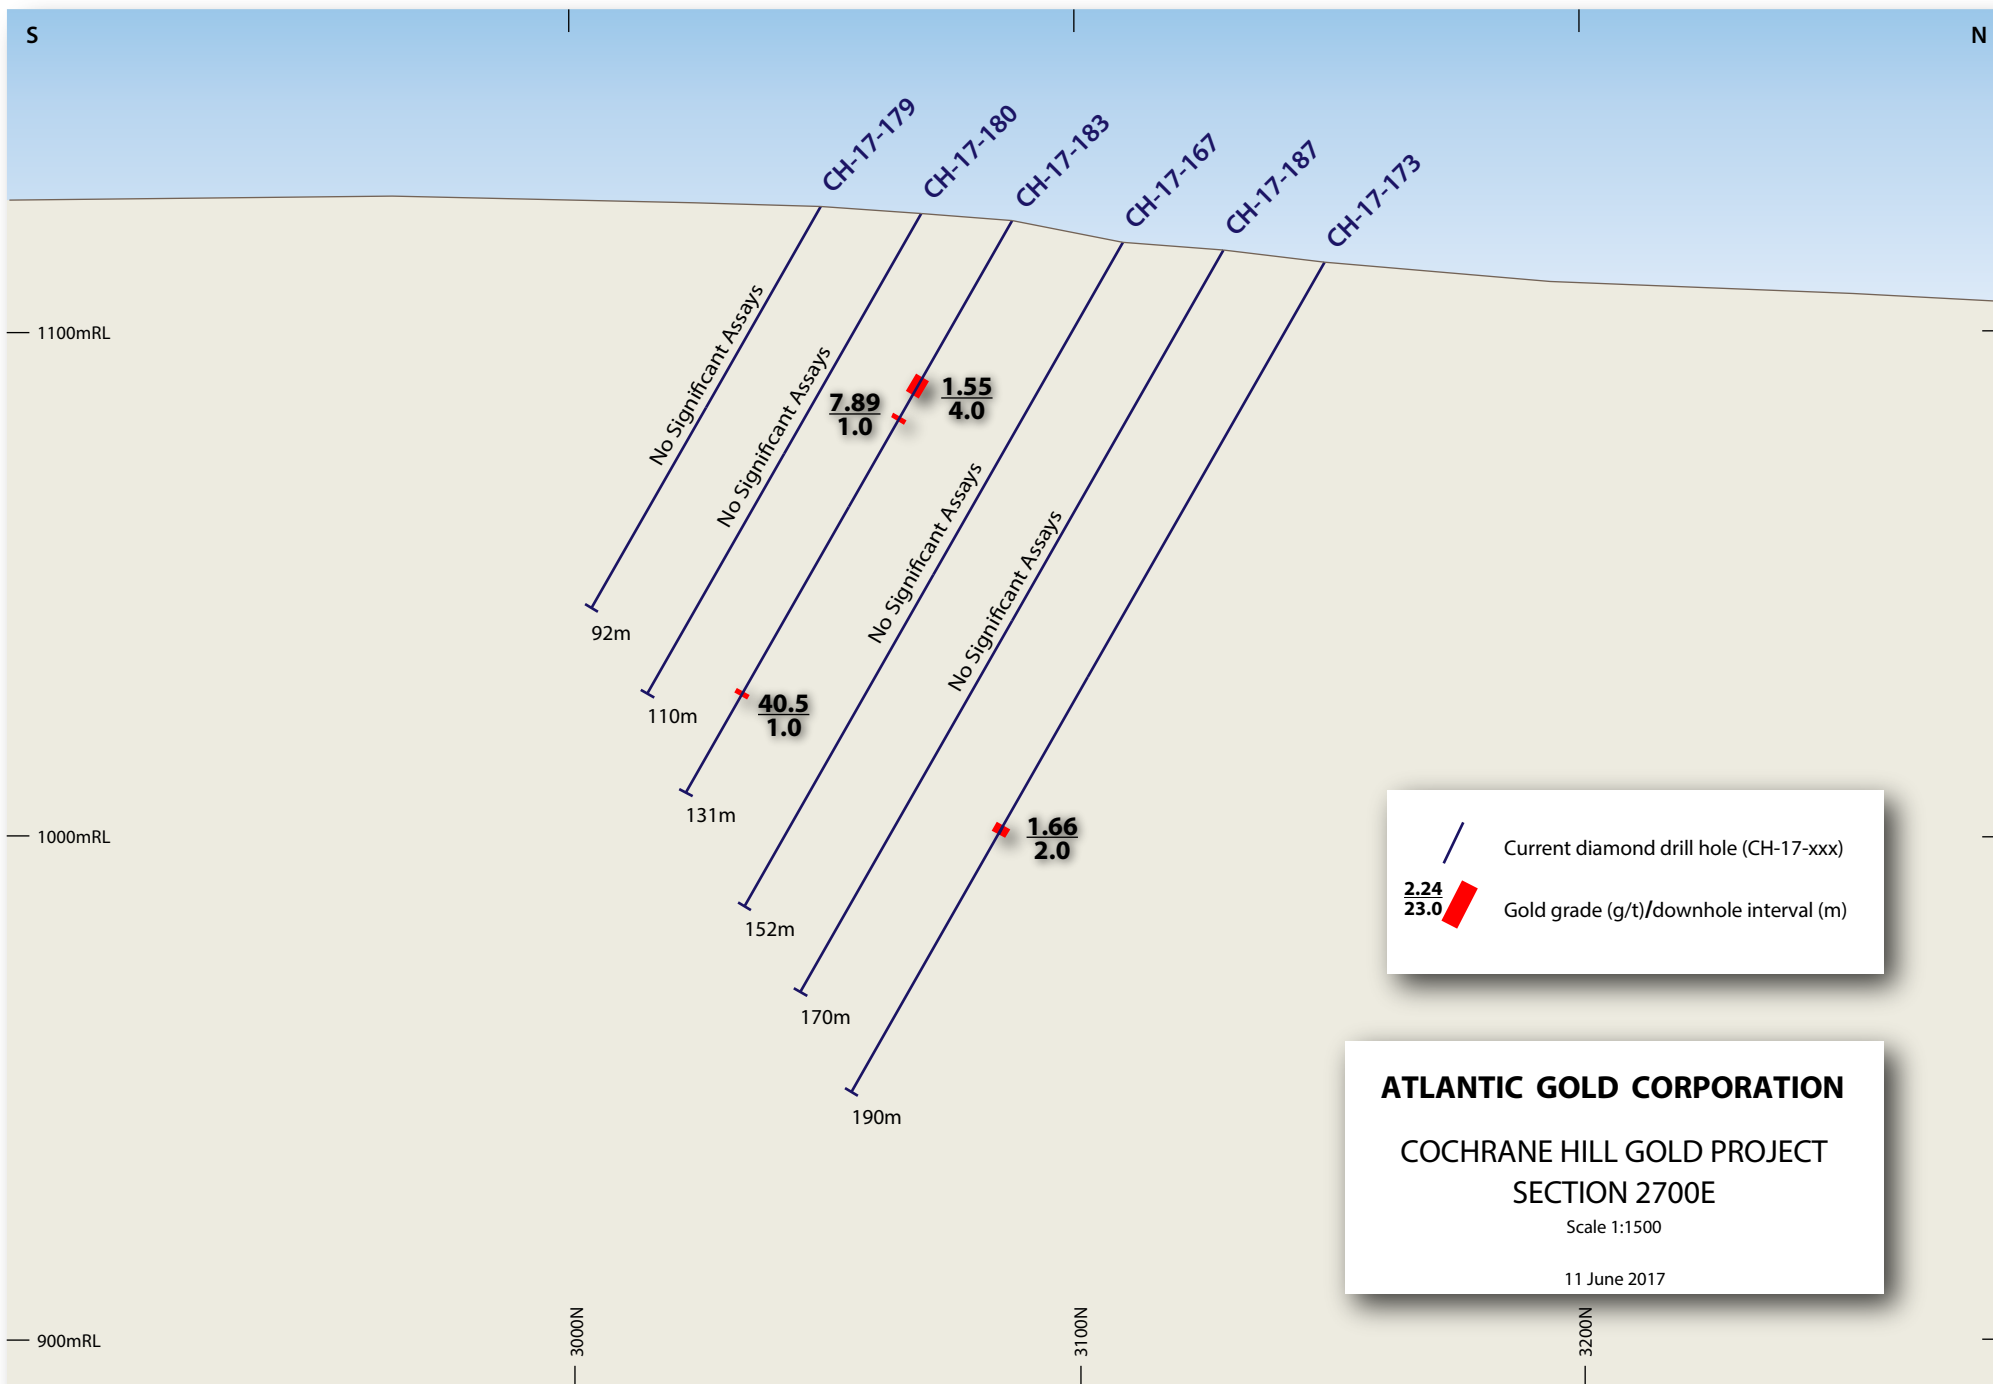 S
N
CH-17-179
CH-17-180
CH-17-183
CH-17-167
CH-17-187
CH-17-173
No Significant Assays
No Significant Assays
No Significant Assays
No Significant Assays
1100mRL
7.89
1.0
1.55
4.0
92m
110m
40.5
1.0
131m
1000mRL
1.66
2.0
152m
170m
190m
Current diamond drill hole (CH-17-xxx)
2.24
23.0
Gold grade (g/t)/downhole interval (m)
ATLANTIC GOLD CORPORATION
COCHRANE HILL GOLD PROJECT
SECTION 2700E
Scale 1:1500
11 June 2017
900mRL
3000N
3100N
3200N